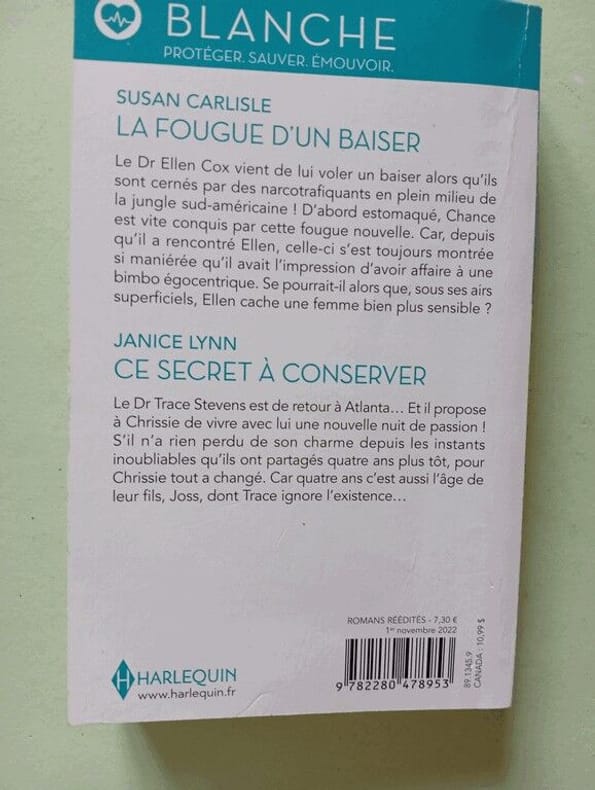 BLANCHE
PROTÉGER. SAUVER. ÉMOUVOIR.
SUSAN CARLISLE
LA FOUGUE D'UN BAISER
Le Dr Ellen Cox vient de lui voler un baiser alors qu'ils
sont cernés par des narcotrafiquants en plein milieu de
la jungle sud-américaine ! D'abord estomaqué, Chance
est vite conquis par cette fougue nouvelle. Car, depuis
qu'il a rencontré Ellen, celle-ci s'est toujours montrée
si maniérée qu'il avait l'impression d'avoir affaire à une
bimbo égocentrique. Se pourrait-il alors que, sous ses airs
superficiels, Ellen cache une femme bien plus sensible ?
JANICE LYNN
CE SECRET À CONSERVER
Le Dr Trace Stevens est de retour à Atlanta... Et il propose
à Chrissie de vivre avec lui une nouvelle nuit de passion !
S'il n'a rien perdu de son charme depuis les instants
inoubliables qu'ils ont partagés quatre ans plus tôt, pour
Chrissie tout a changé. Car quatre ans c'est aussi l'âge de
leur fils, Joss, dont Trace ignore l'existence...
ROMANS RÉÉDITÉS - 7,30 €
1er novembre 2022
9 782280 478953
89.1345.9
CANADA : 10,99 $
H HARLEQUIN
www.harlequin.fr